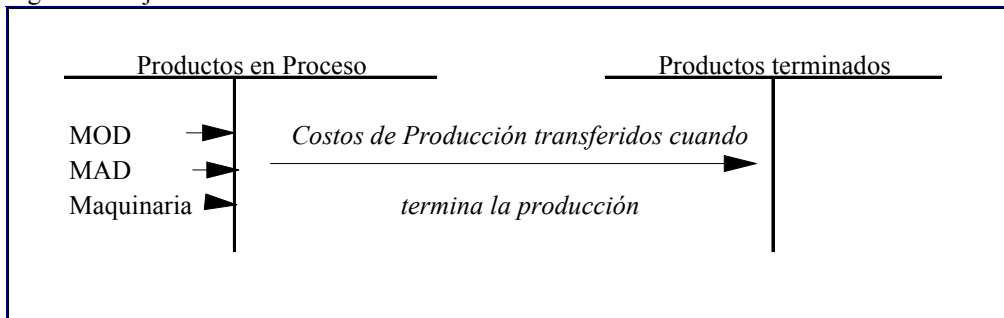 Productos en Proceso
Productos terminados
MOD
Costos de Producción transferidos cuando
MAD
Maquinaria
termina la producción